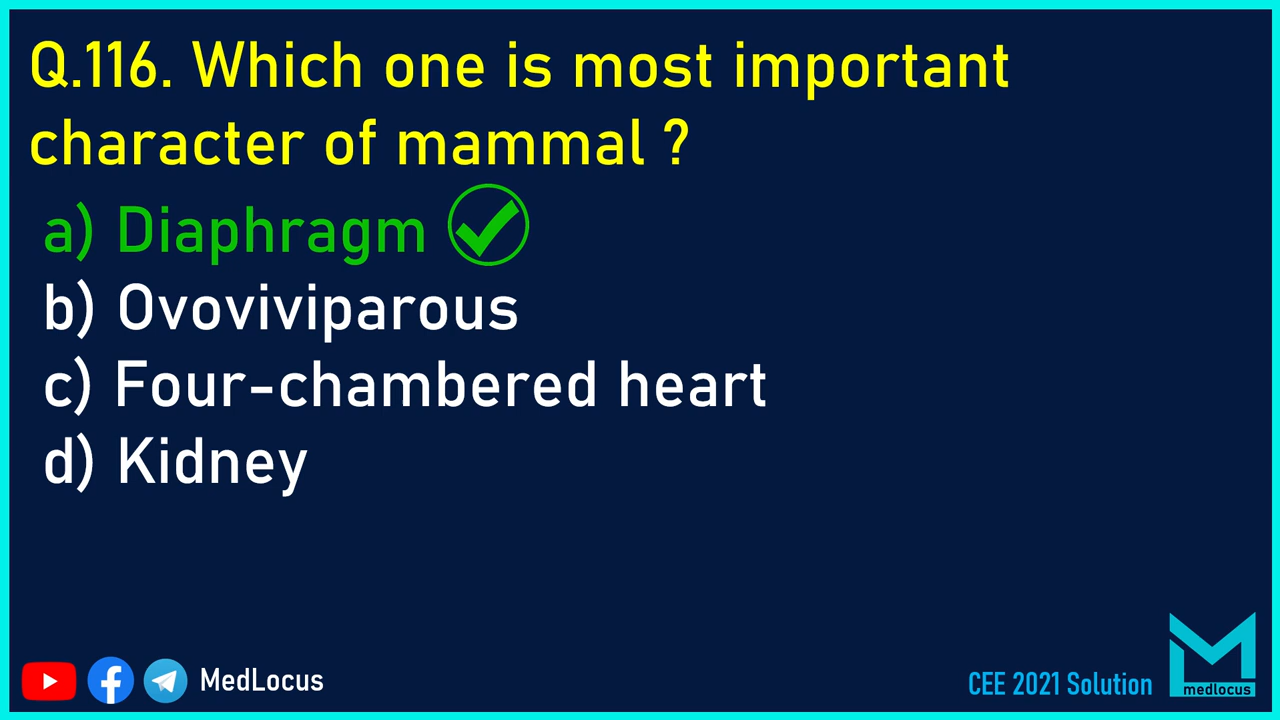 Q.116. Which one is most important
character of mammal ?
a) Diaphragm
b) Ovoviviparous
c) Four-chambered heart
d) Kidney
MedLocus
CEE 2021 Solution
medlocus